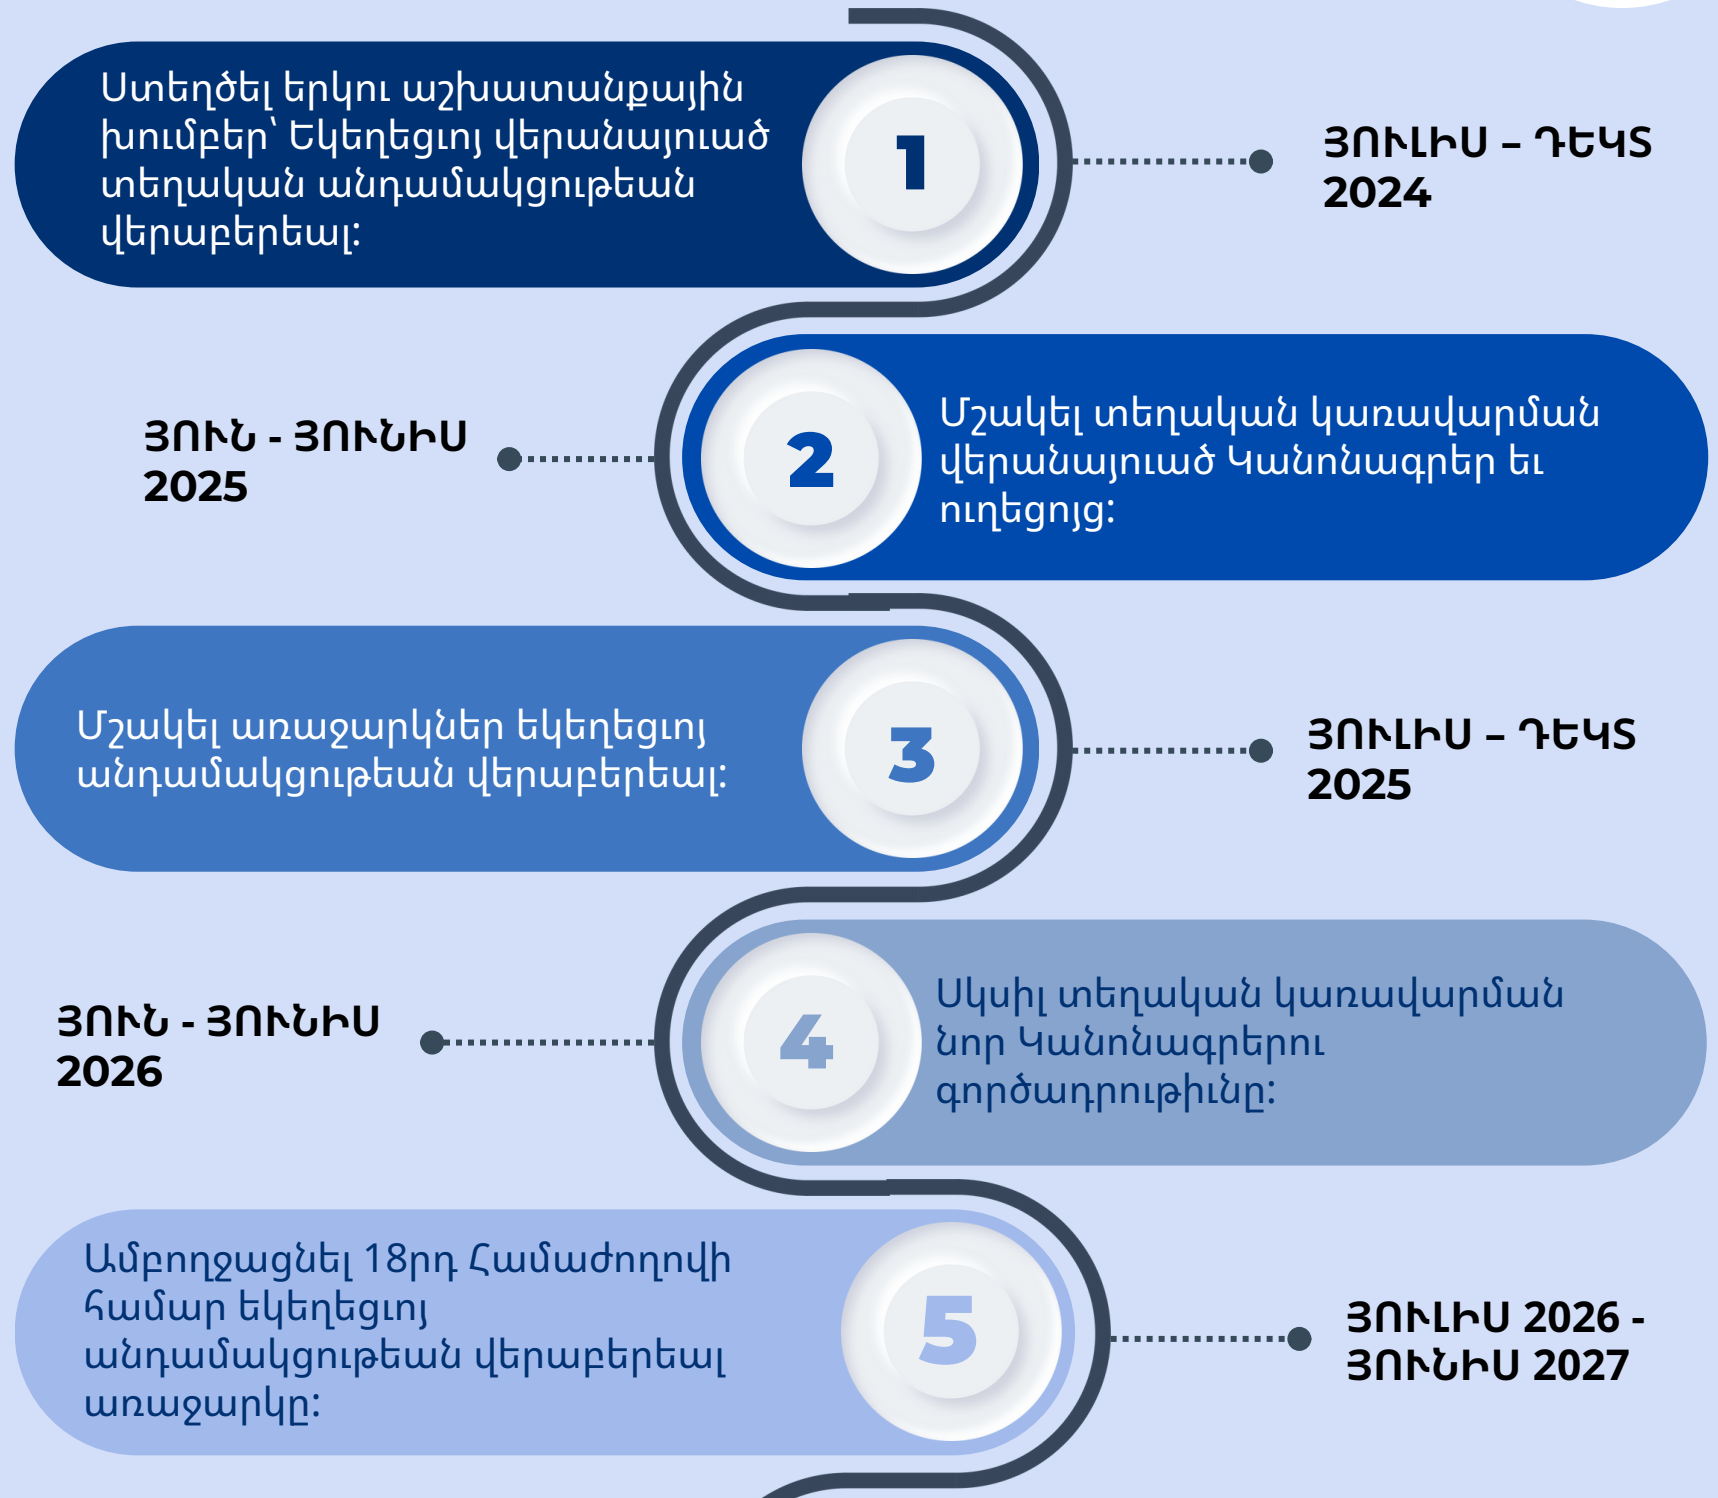 Ստեղծել երկու աշխատանքային
խումբեր՝ Եկեղեցւոյ վերանայուած
տեղական անդամակցութեան
վերաբերեալ:
1
ՅՈՒԼԻՍ – ԴԵԿՏ
2024
ՅՈՒՆ - ՅՈՒՆԻՍ
2025
2
Մշակել տեղական կառավարման
վերանայուած Կանոնագրեր եւ
ուղեցոյց:
Մշակել առաջարկներ եկեղեցւոյ
անդամակցութեան վերաբերեալ:
3
ՅՈՒԼԻՍ – ԴԵԿՏ
2025
ՅՈՒՆ - ՅՈՒՆԻՍ
2026
4
Սկսիլ տեղական կառավարման
նոր Կանոնագրերու
գործադրութիւնը:
Ամբողջացնել 18րդ Համաժողովի
համար եկեղեցւոյ
անդամակցութեան վերաբերեալ
առաջարկը:
5
ՅՈՒԼԻՍ 2026 -
ՅՈՒՆԻՍ 2027